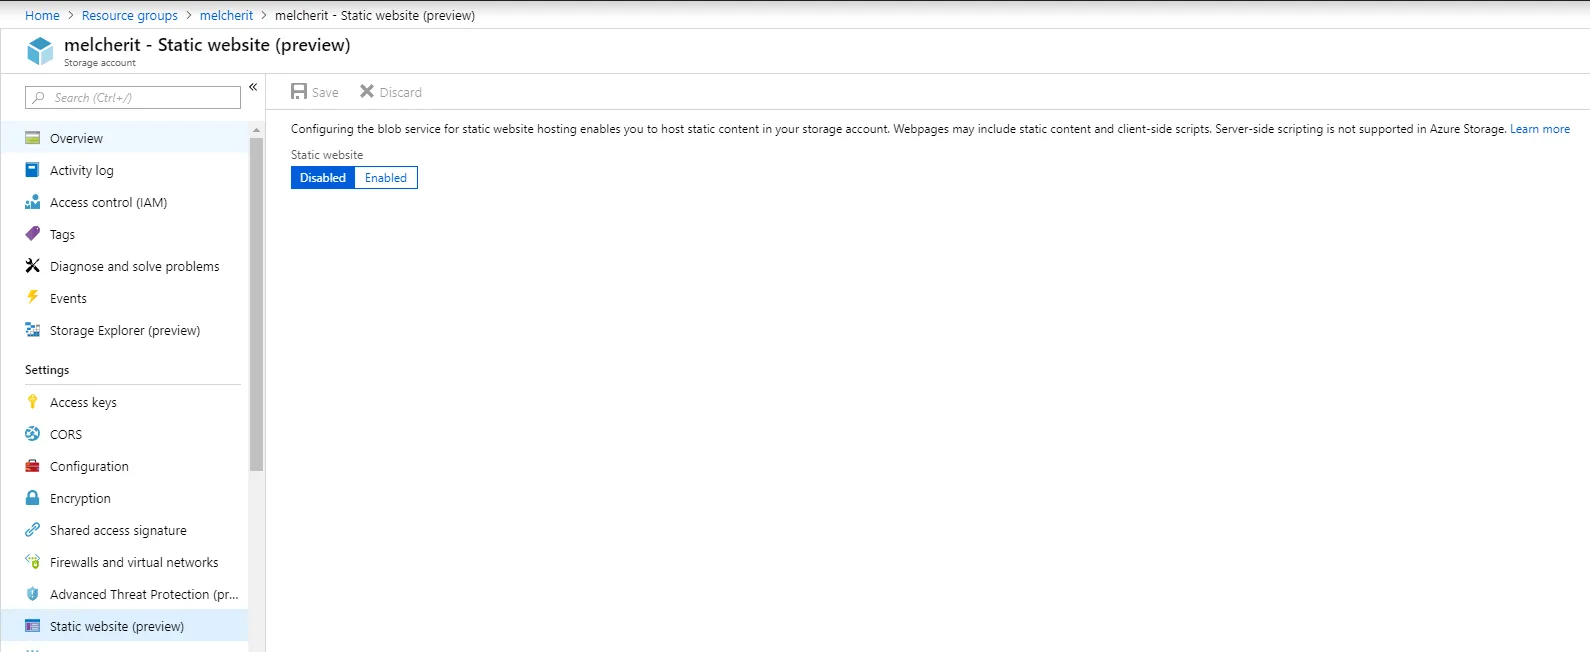 Home > Resource groups > melcherit > melcherit - Static website (preview)
melcherit - Static website (preview)
Storage account
Search (Ctrl+/)
«
Overview
Activity log
Access control (IAM)
Tags
Diagnose and solve problems
Events
Storage Explorer (preview)
Settings
Access keys
CORS
Configuration
Encryption
Shared access signature
Firewalls and virtual networks
Advanced Threat Protection (pr...
Static website (preview)
Save Discard
Configuring the blob service for static website hosting enables you to host static content in your storage account. Webpages may include static content and client-side scripts. Server-side scripting is not supported in Azure Storage. Learn more
Static website
Disabled Enabled